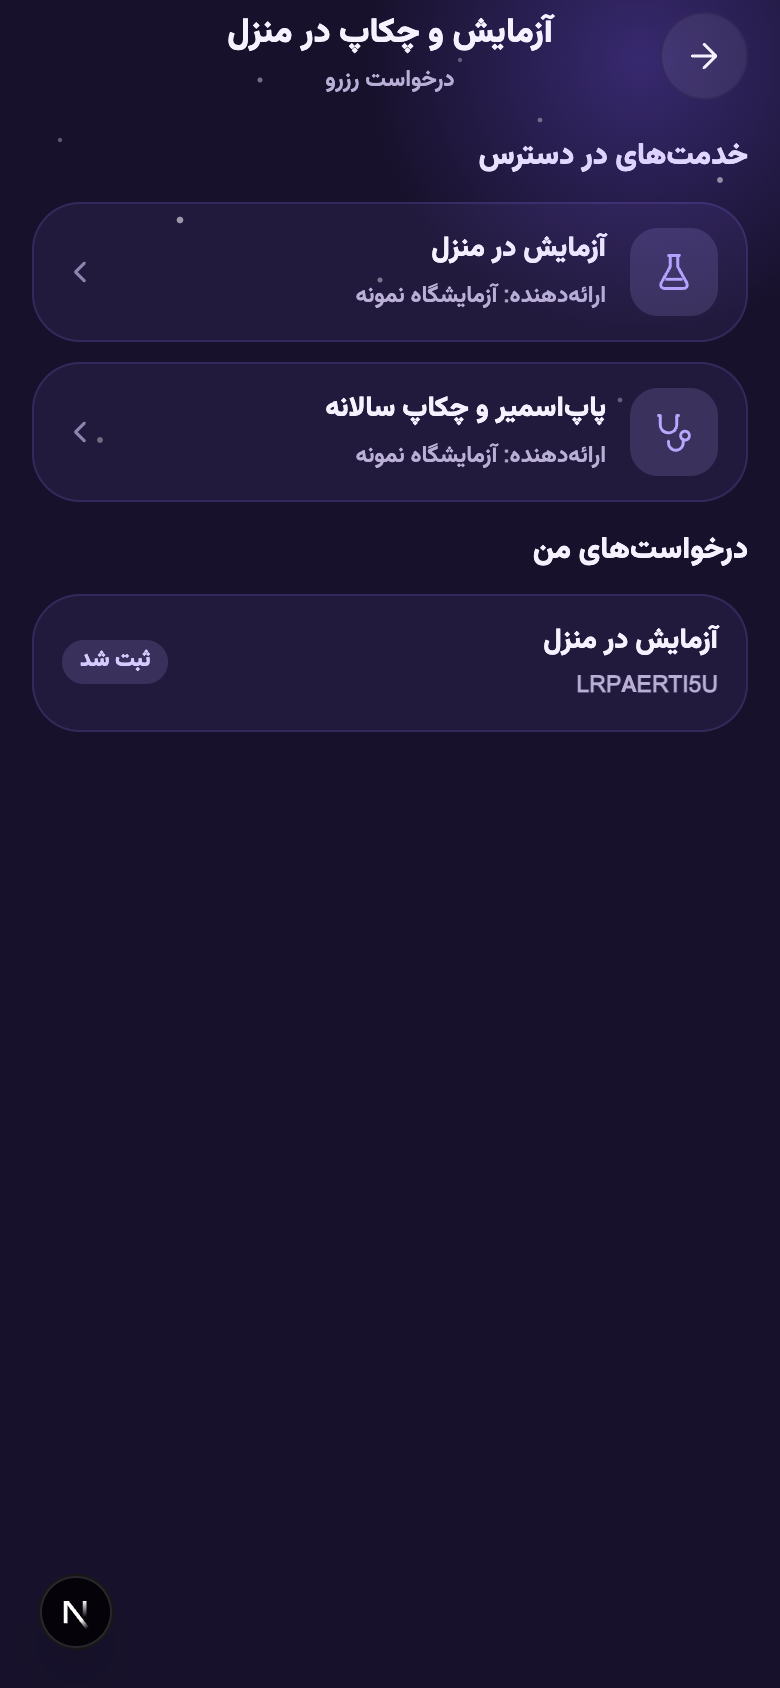 آزمایش و چکاپ در منزل
درخواست رزرو
خدمت‌های در دسترس
آزمایش در منزل
ارائه‌دهنده: آزمایشگاه نمونه
پاپ‌اسمیر و چکاپ سالانه
ارائه‌دهنده: آزمایشگاه نمونه
درخواست‌های من
آزمایش در منزل
ثبت شد
LRPAERTI5U
N